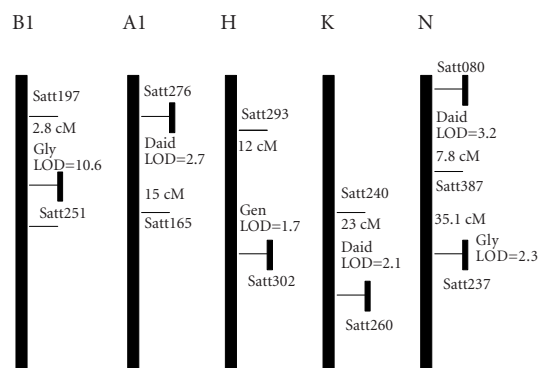 B1
A1
H
K
N
Satt197
2.8 cM
Gly
LOD=10.6
Satt251
Satt276
Daid
LOD=2.7
15 cM
Satt165
Satt293
12 cM
Gen
LOD=1.7
Satt302
Satt240
23 cM
Daid
LOD=2.1
Satt260
Satt080
Daid
LOD=3.2
7.8 cM
Satt387
35.1 cM
Gly
LOD=2.3
Satt237